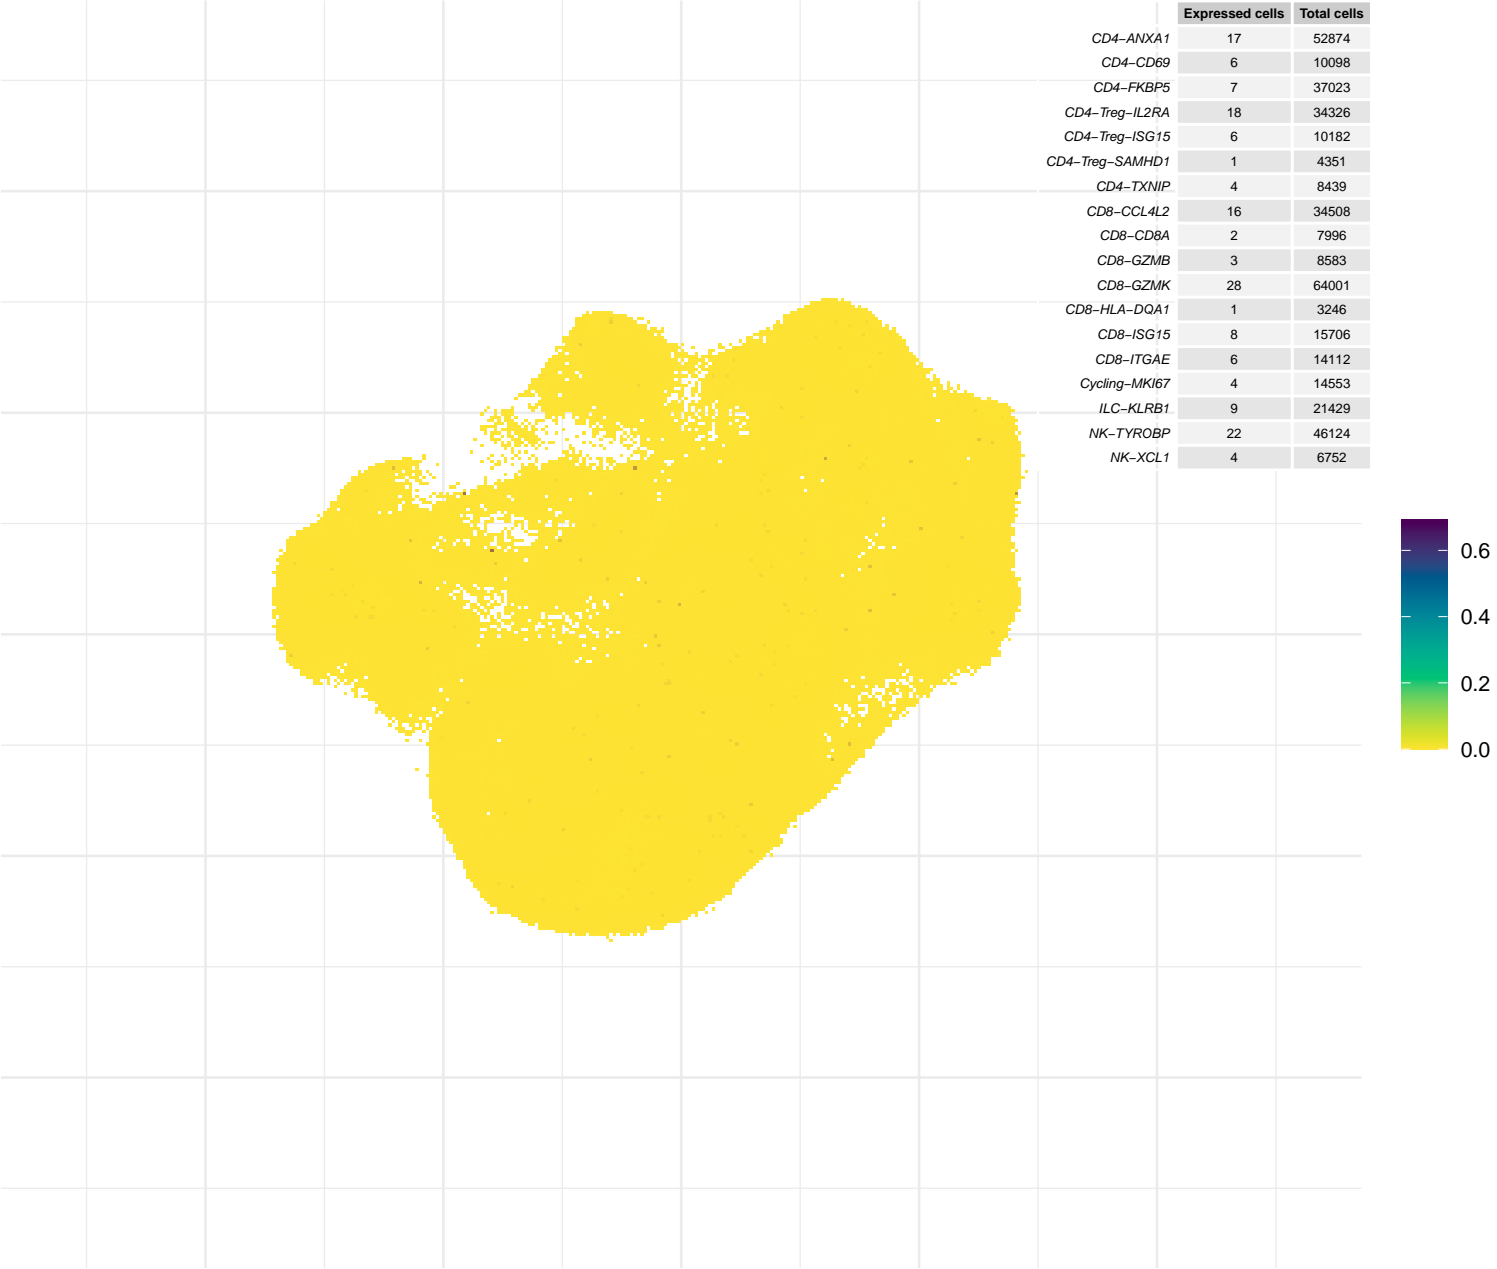 Expressed cells Total cells
CD4−ANXA1 17 52874
CD4−CD69 6 10098
CD4−FKBP5 7 37023
CD4−Treg−IL2RA 18 34326
CD4−Treg−ISG15 6 10182
CD4−Treg−SAMHD1 1 4351
CD4−TXNIP 4 8439
CD8−CCL4L2 16 34508
CD8−CD8A 2 7996
CD8−GZMB 3 8583
CD8−GZMK 28 64001
CD8−HLA−DQA1 1 3246
CD8−ISG15 8 15706
CD8−ITGAE 6 14112
Cycling−MKI67 4 14553
ILC−KLRB1 9 21429
NK−TYROBP 22 46124
NK−XCL1 4 6752
0.6
0.4
0.2
0.0